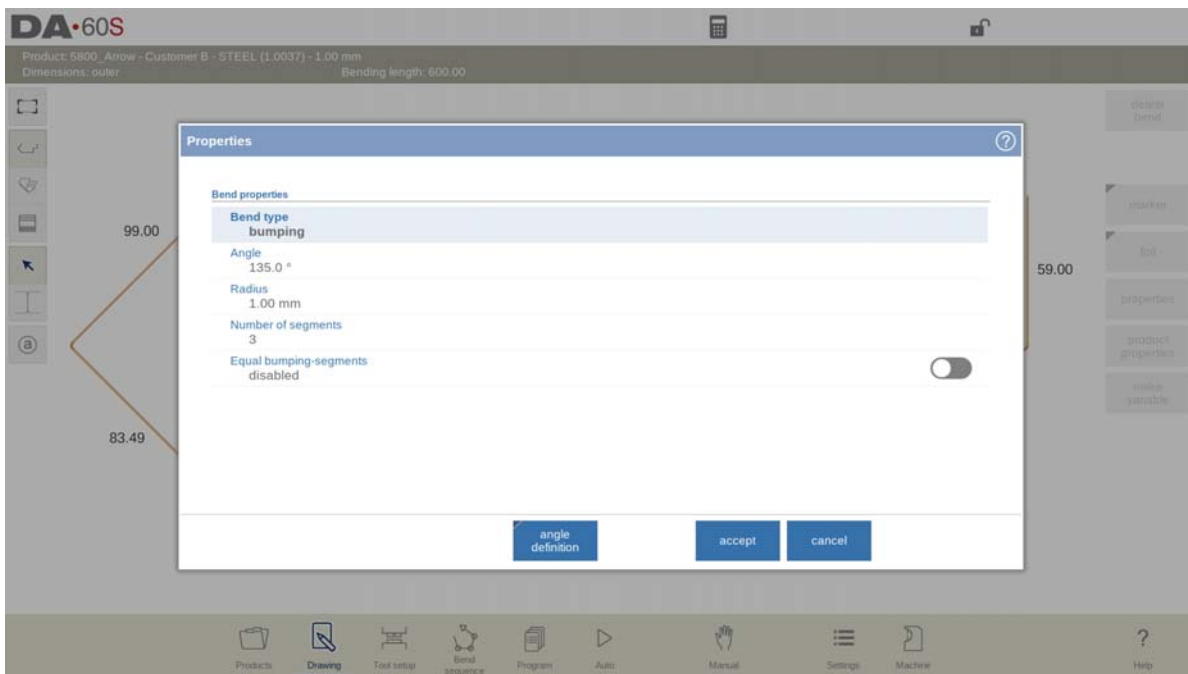 DA•60S
Product: 5800_Arrow - Customer B - STEEL (1.0037) - 1.00 mm
Dimensions: outer Bending length: 600.00
delete
bend
Properties
?
Bend properties
Bend type
bumping
Angle
135.0 °
Radius
1.00 mm
Number of segments
3
Equal bumping-segments
disabled
99.00
83.49
59.00
a
marker
properties
product
properties
make
variable
angle
definition
accept
cancel
Products
Drawing
Tool setup
Bend
sequence
Program
Auto
Manual
Settings
Machine
?
Help